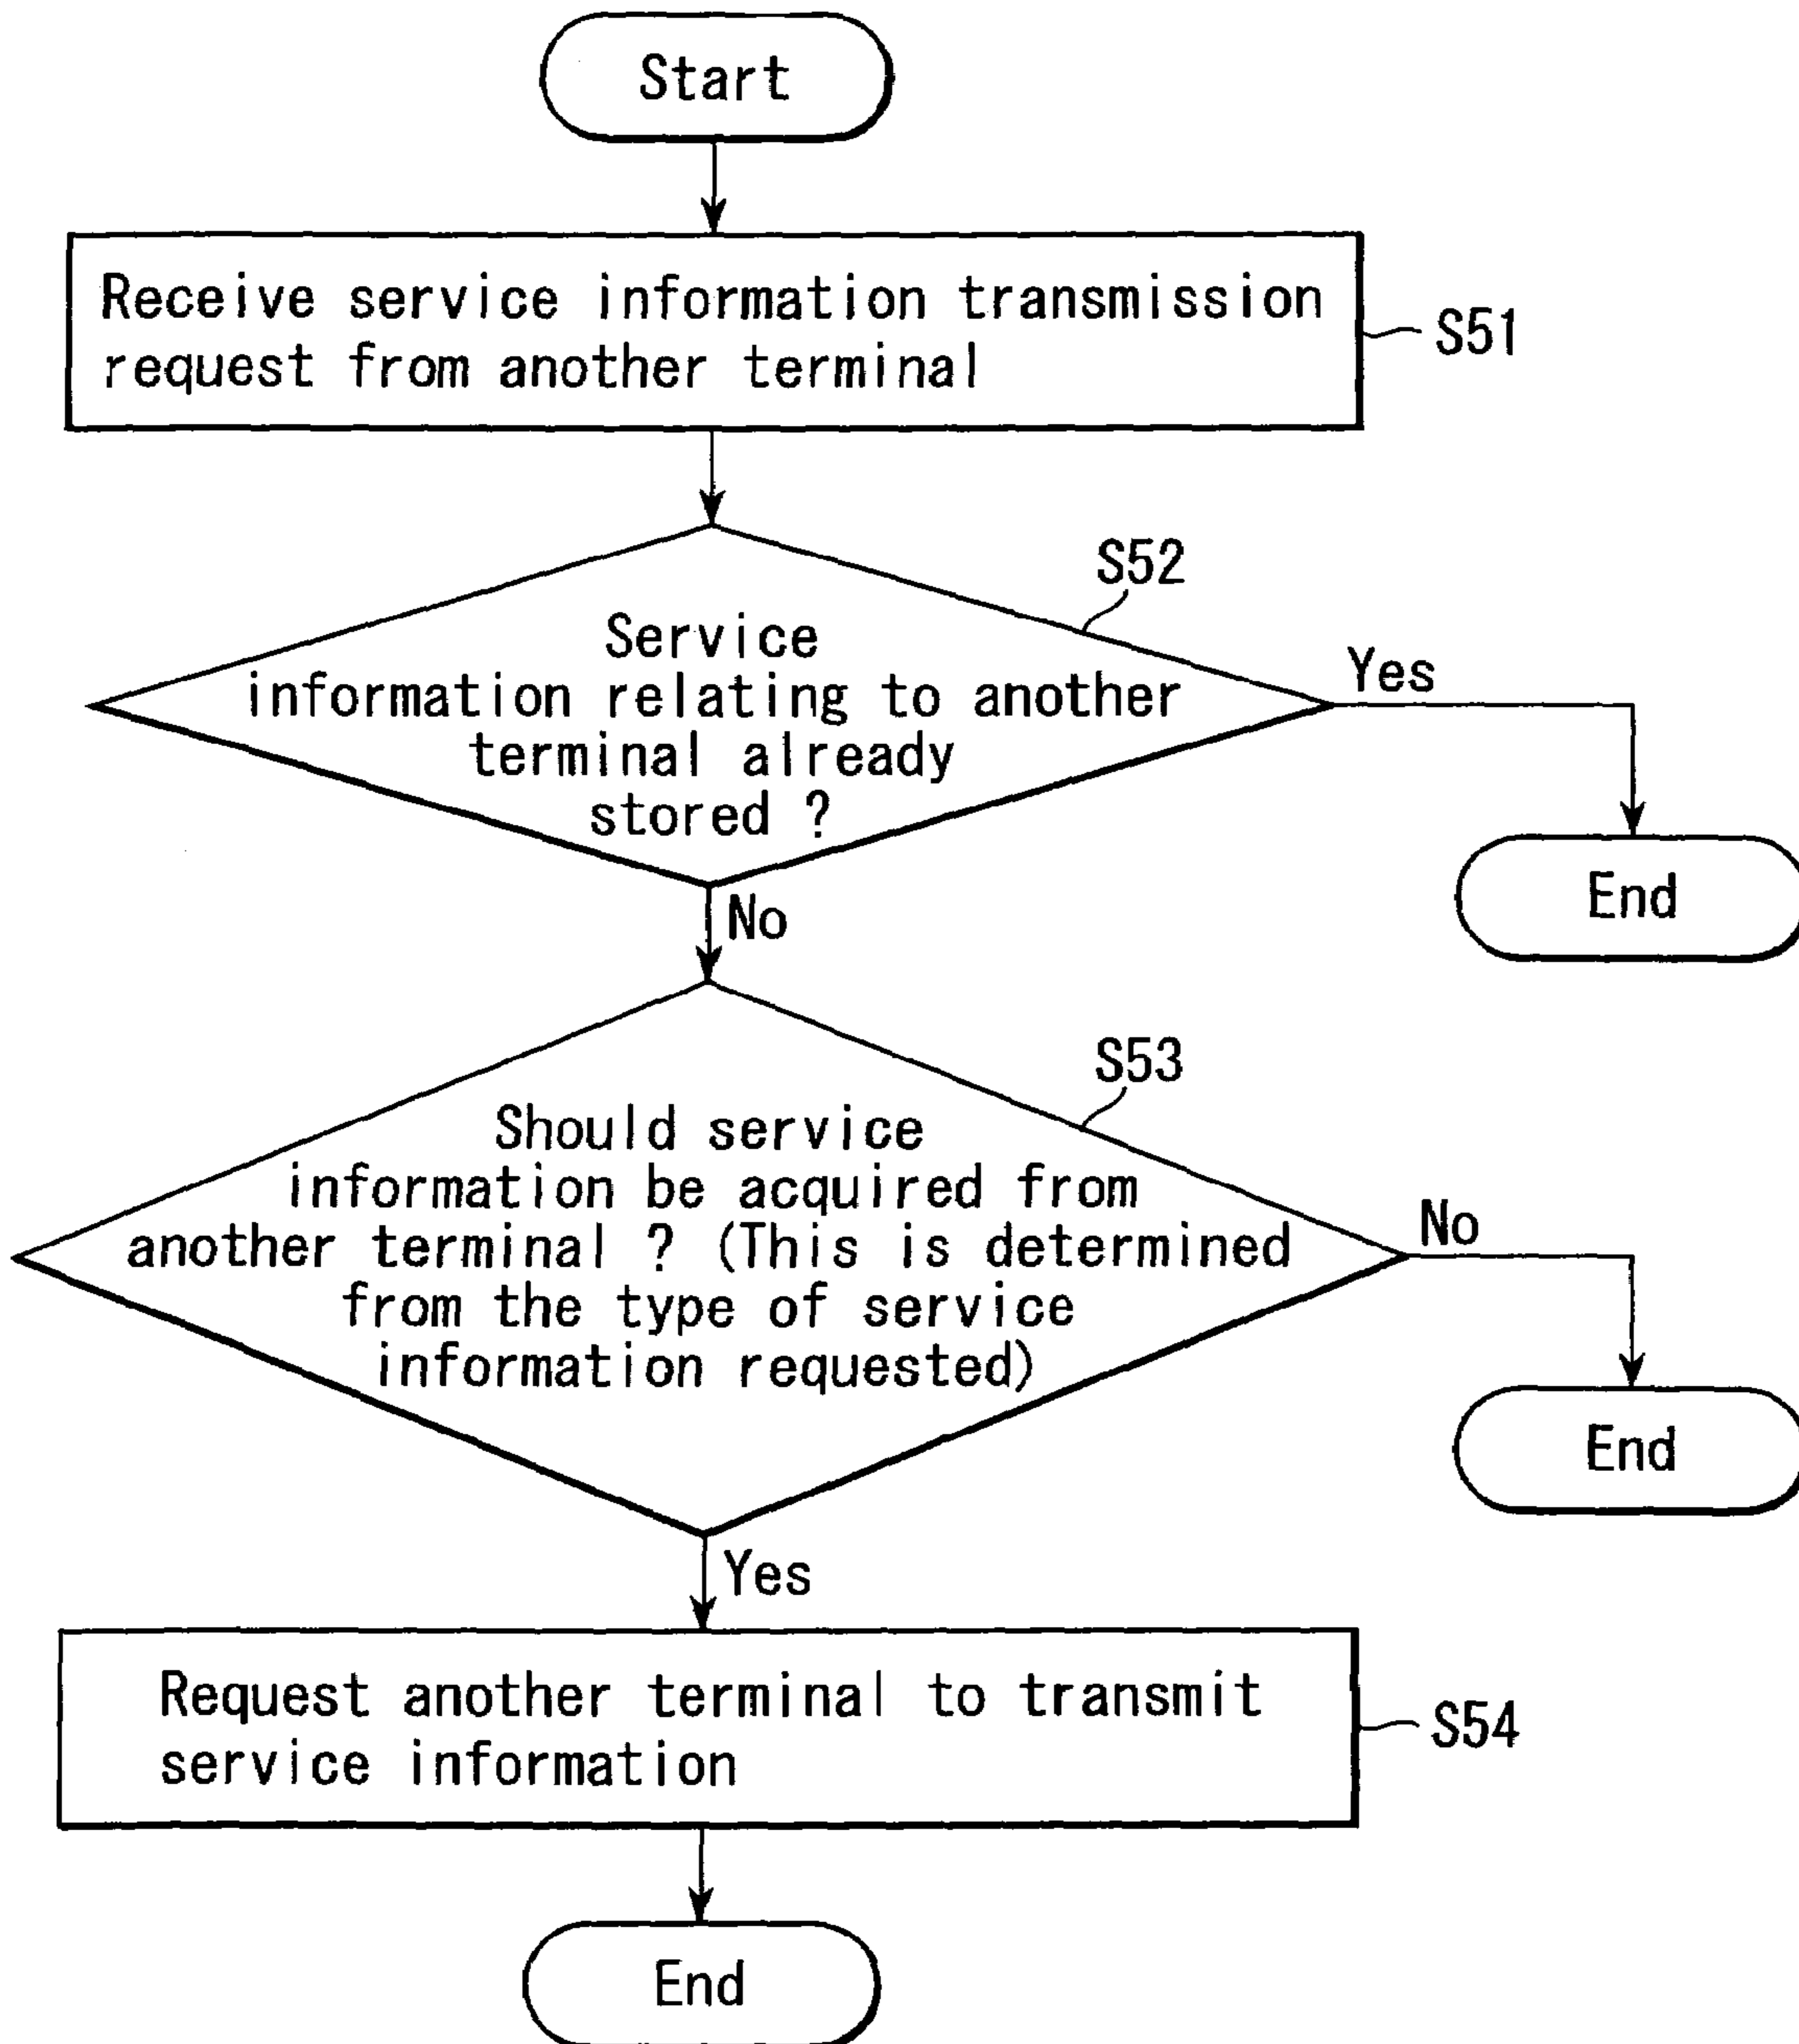 Start
Receive service information transmission
request from another terminal
S51
S52
Service
information relating to another
terminal already
stored ?
Yes
End
No
S53
Should service
information be acquired from
another terminal ? (This is determined
from the type of service
information requested)
No
End
Yes
Request another terminal to transmit
service information
S54
End